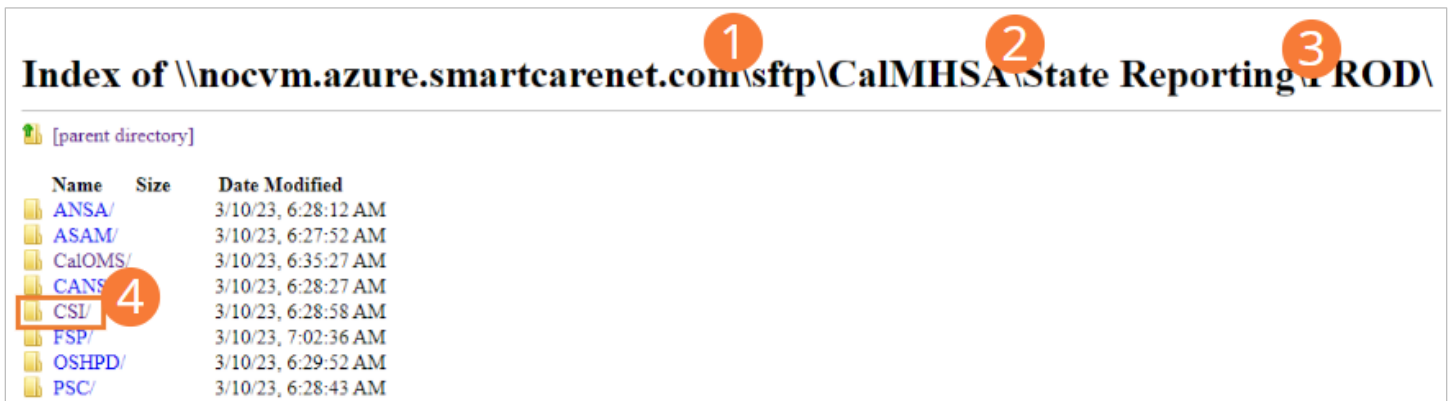 1 2 3
Index of \\nocvm.azure.smartcarenet.com\sftp\CalMHSA\State Reporting\PROD\
[parent directory]
Name Size Date Modified
ANSA/ 3/10/23, 6:28:12 AM
ASAM/ 3/10/23, 6:27:52 AM
CalOMS/ 3/10/23, 6:35:27 AM
CANS 3/10/23, 6:28:27 AM
4
CSI/ 3/10/23, 6:28:58 AM
FSP/ 3/10/23, 7:02:36 AM
OSHPD/ 3/10/23, 6:29:52 AM
PSC/ 3/10/23, 6:28:43 AM